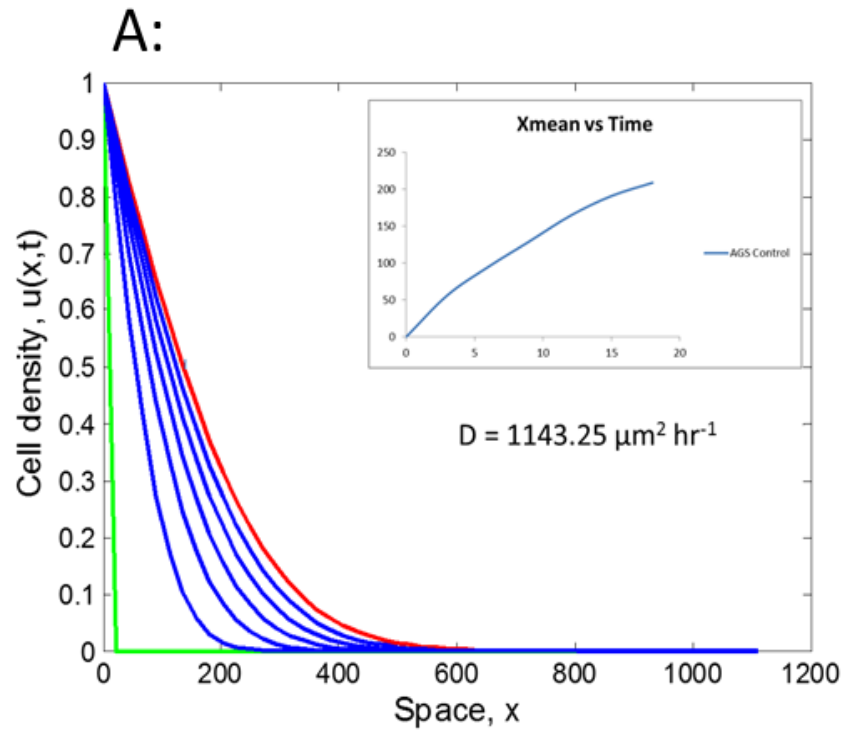 A:
1
0.9
0.8
0.7
0.6
0.5
0.4
0.3
0.2
0.1
0
Cell density, u(x,t)
Xmean vs Time
250
200
150
100
50
0
0 5 10 15 20
AGS Control
D = 1143.25 µm² hr⁻¹
0 200 400 600 800 1000 1200
Space, x